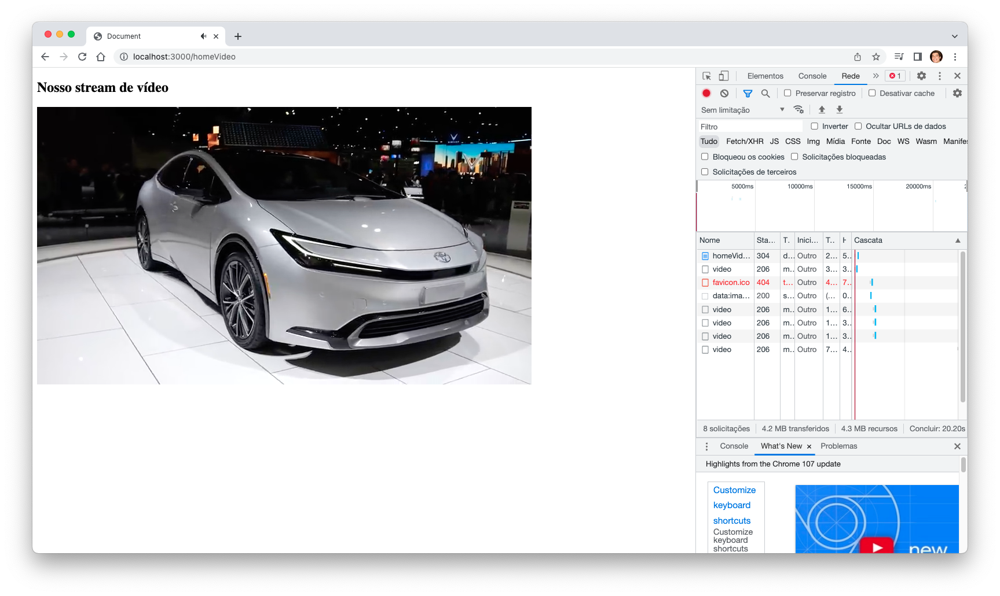 Document
localhost:3000/homeVideo
Nosso stream de vídeo
VINFAST
Elementos Console Rede » 1
Preservar registro Desativar cache
Sem limitação
Filtro Inverter Ocultar URLs de dados
Tudo Fetch/XHR JS CSS Img Mídia Fonte Doc WS Wasm Manifes
Bloqueou os cookies Solicitações bloqueadas
Solicitações de terceiros
5000ms 10000ms 15000ms 20000ms
Nome Sta... T. Inici... T.. Cascata
homeVid... 304 d... Outro 2... 5..
video 206 m.. Outro 3... 3..
favicon.ico 404 t... Outro 4... 7..
data:ima... 200 s... Outro (... 0..
video 206 m.. Outro 1... 6..
video 206 m.. Outro 1... 3..
video 206 m.. Outro 1... 3..
video 206 m.. Outro 7... 4..
8 solicitações 4.2 MB transferidos 4.3 MB recursos Concluir: 20.20s
Console What's New × Problemas
Highlights from the Chrome 107 update
Customize
keyboard
shortcuts
Customize
keyboard
shortcuts
new